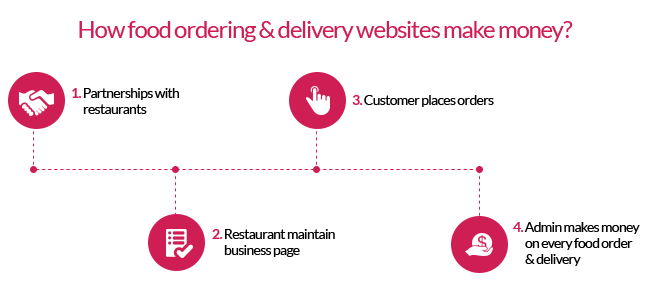 How food ordering & delivery websites make money?
1. Partnerships with
restaurants
3. Customer places orders
2. Restaurant maintain
business page
4. Admin makes money
on every food order
& delivery
$